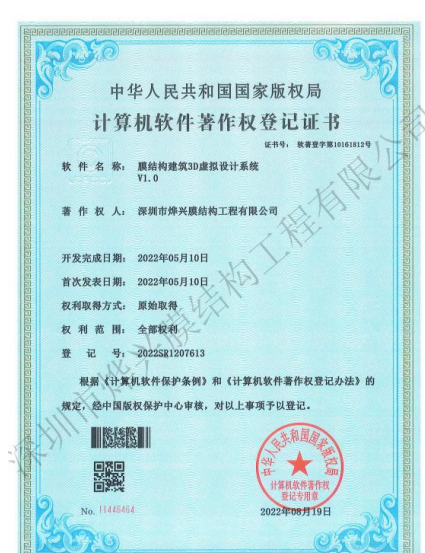 中华人民共和国国家版权局
计算机软件著作权登记证书
证书号： 软著登字第10161812号
软件名称： 膜结构建筑3D虚拟设计系统
V1.0
著作权人： 深圳市烨兴膜结构工程有限公司
开发完成日期： 2022年05月10日
首次发表日期： 2022年05月10日
权利取得方式： 原始取得
权利范围： 全部权利
登记号： 2022SR1207613
根据《计算机软件保护条例》和《计算机软件著作权登记办法》的
规定，经中国版权保护中心审核，对以上事项予以登记。
中华人民共和国国家版权局
计算机软件著作权
登记专用章
No. 11446464
2022年08月19日
深圳市烨兴膜结构工程有限公司